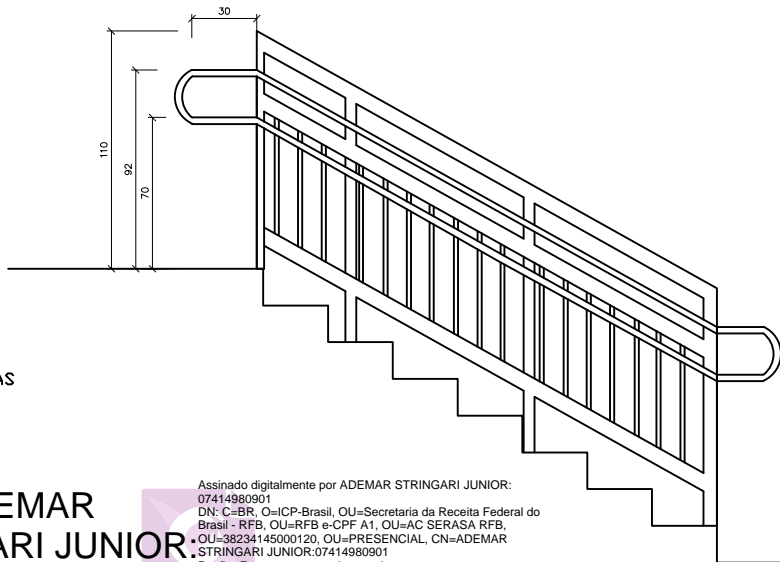 30
110
92
70
AS
EMAR
ARI JUNIOR:
Assinado digitalmente por ADEMAR STRINGARI JUNIOR:
07414980901
DN: C=BR, O=ICP-Brasil, OU=Secretaria da Receita Federal do
Brasil - RFB, OU=RFB e-CPF A1, OU=AC SERASA RFB,
OU=38234145000120, OU=PRESENCIAL, CN=ADEMAR
STRINGARI JUNIOR:07414980901